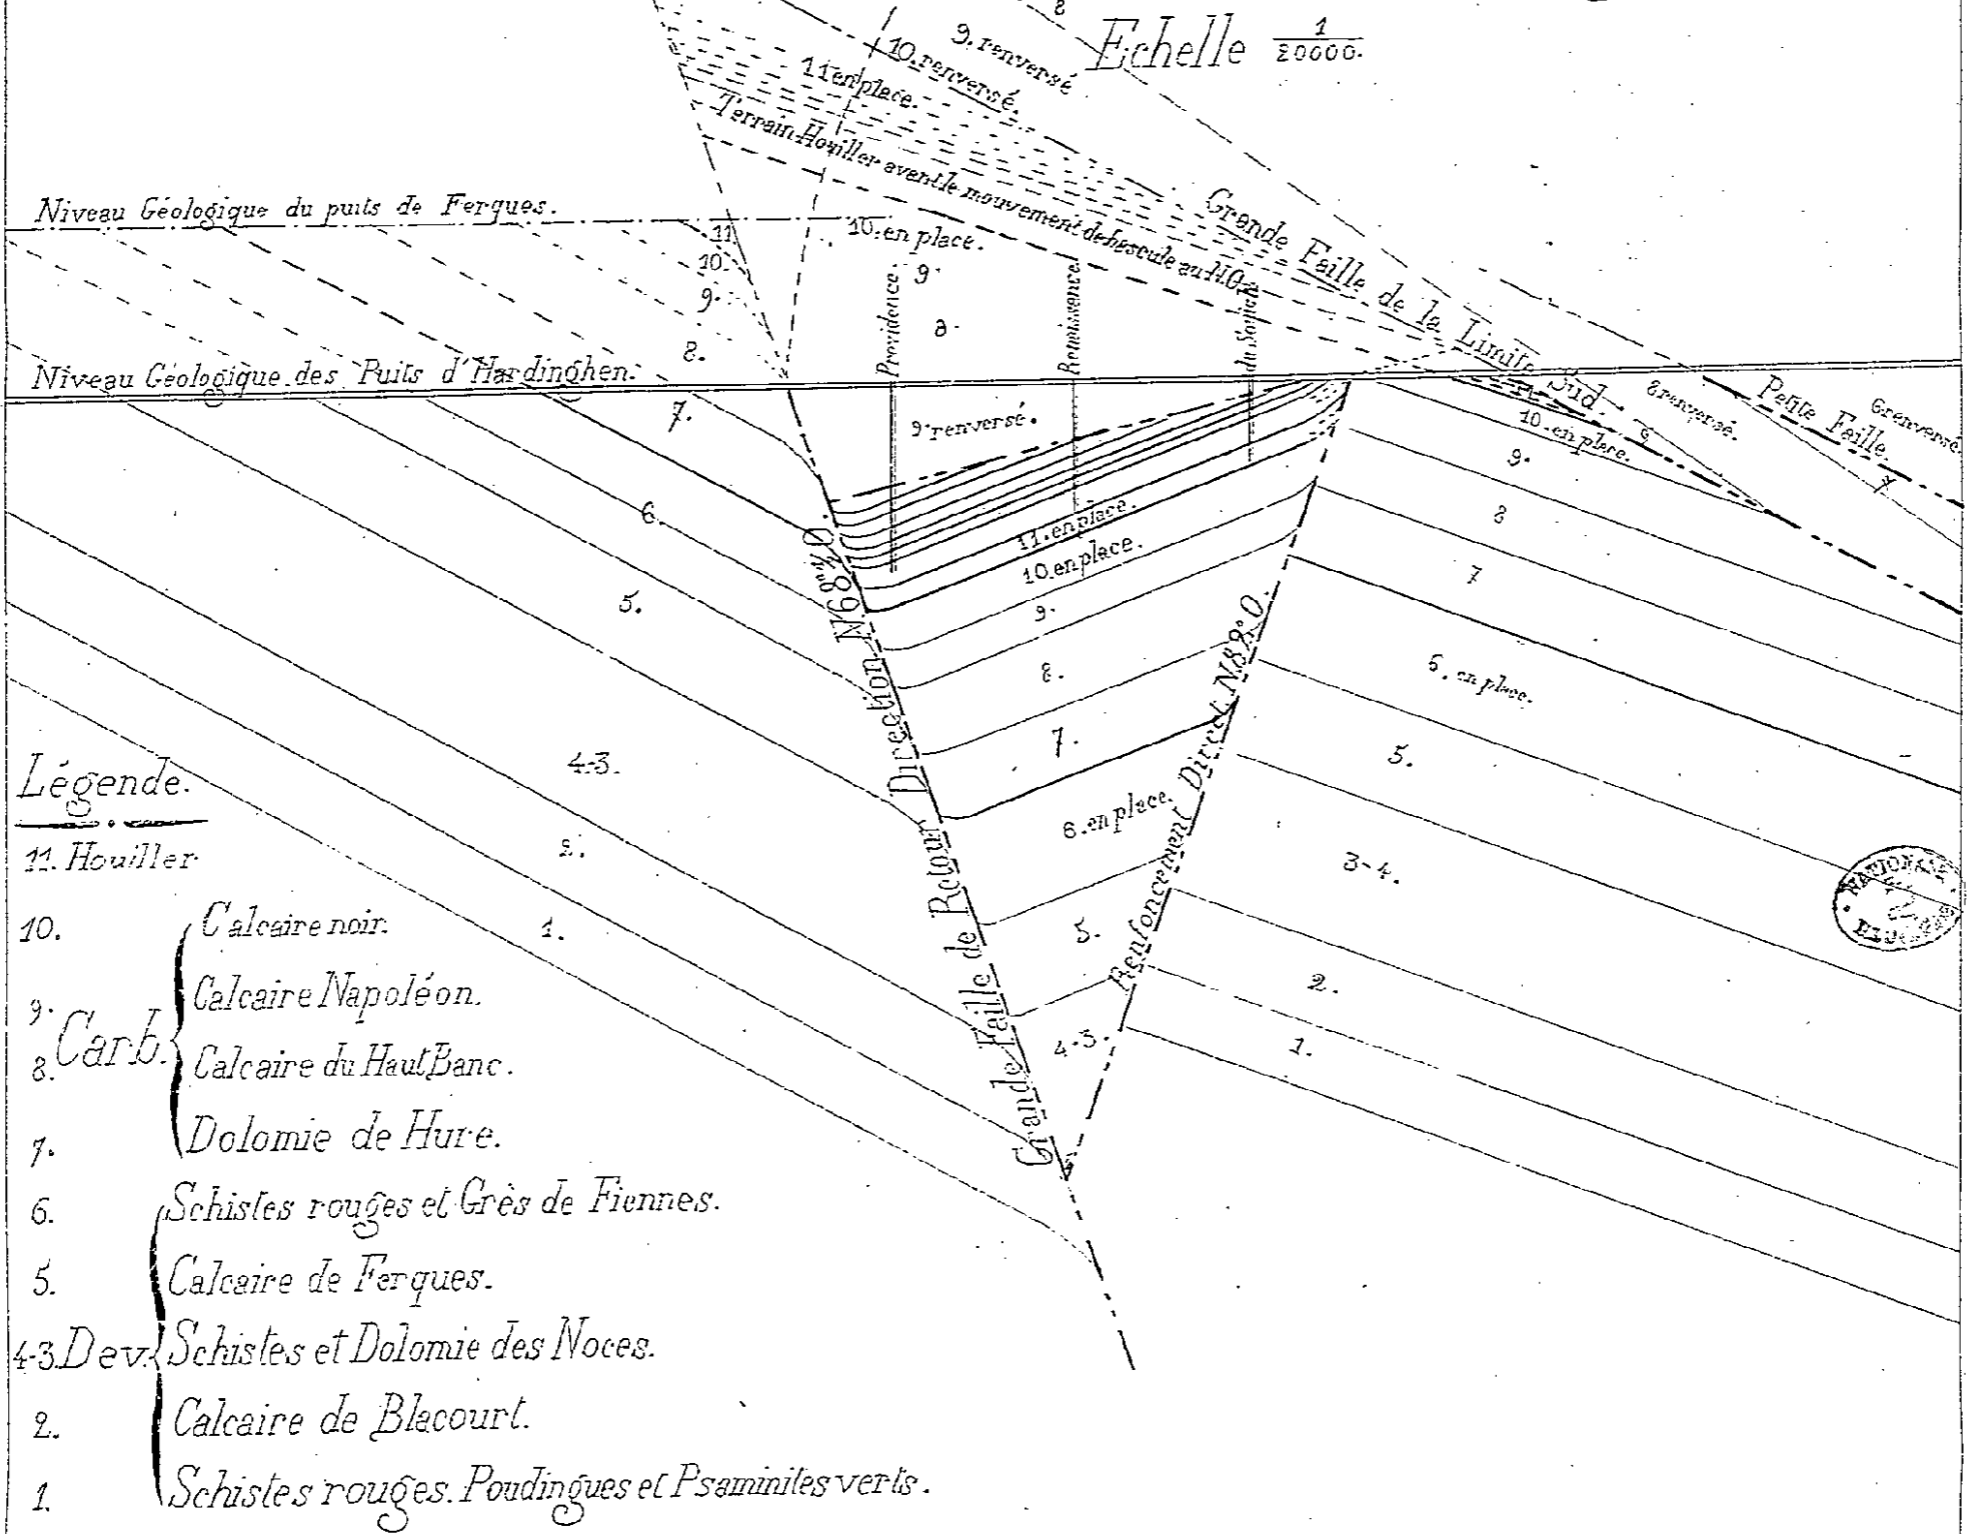 8
Echelle 1/20000.
9. renversé
10. renversé.
11 en place.
Terrain Houiller avant le mouvement de bascule au N.O.
Grande Faille de la Limite Sud.
Niveau Géologique du puits de Ferques.
11.
10.
9.
8.
10. en place.
9.
8.
Providence
Renaissance
du Souich
Niveau Géologique des Puits d'Hardinghen.
7.
9. renversé.
10. en place.
9
8 renversé.
Petite Faille.
6 renversé
7
6.
5.
4-3.
2.
1.
11. en place.
10. en place.
9.
8.
7.
6. en place.
5.
4-3.
9.
8
7
6. en place.
5.
3-4.
2.
1.
Grande Faille de Retour Direction N68°
Renfoncement Direct. N88° O.
NATIONALE
Légende.
11. Houiller
10. Calcaire noir.
9. Calcaire Napoléon.
Carb.
8. Calcaire du Haut Banc.
7. Dolomie de Hure.
6. Schistes rouges et Grès de Fiennes.
5. Calcaire de Ferques.
4-3. Dev. Schistes et Dolomie des Noces.
2. Calcaire de Blacourt.
1. Schistes rouges. Poudingues et Psaminites verts.